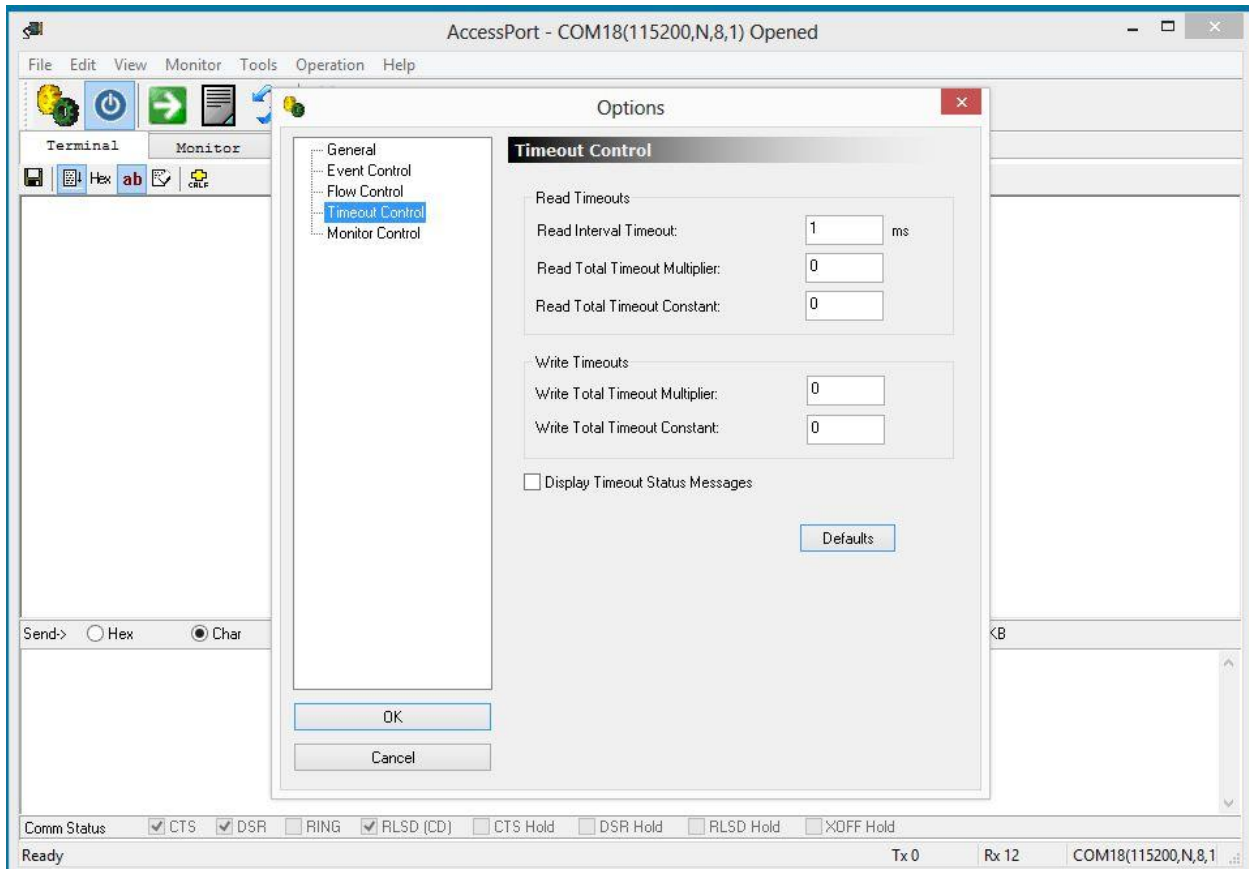 AccessPort - COM18(115200,N,8,1) Opened
File Edit View Monitor Tools Operation Help
Options
Terminal Monitor
Hex ab CRLF
General
Event Control
Flow Control
Timeout Control
Monitor Control
Timeout Control
Read Timeouts
Read Interval Timeout: 1 ms
Read Total Timeout Multiplier: 0
Read Total Timeout Constant: 0
Write Timeouts
Write Total Timeout Multiplier: 0
Write Total Timeout Constant: 0
Display Timeout Status Messages
Defaults
OK
Cancel
Send-> Hex Char KB
Comm Status CTS DSR RING RLSD (CD) CTS Hold DSR Hold RLSD Hold XOFF Hold
Ready Tx 0 Rx 12 COM18(115200,N,8,1